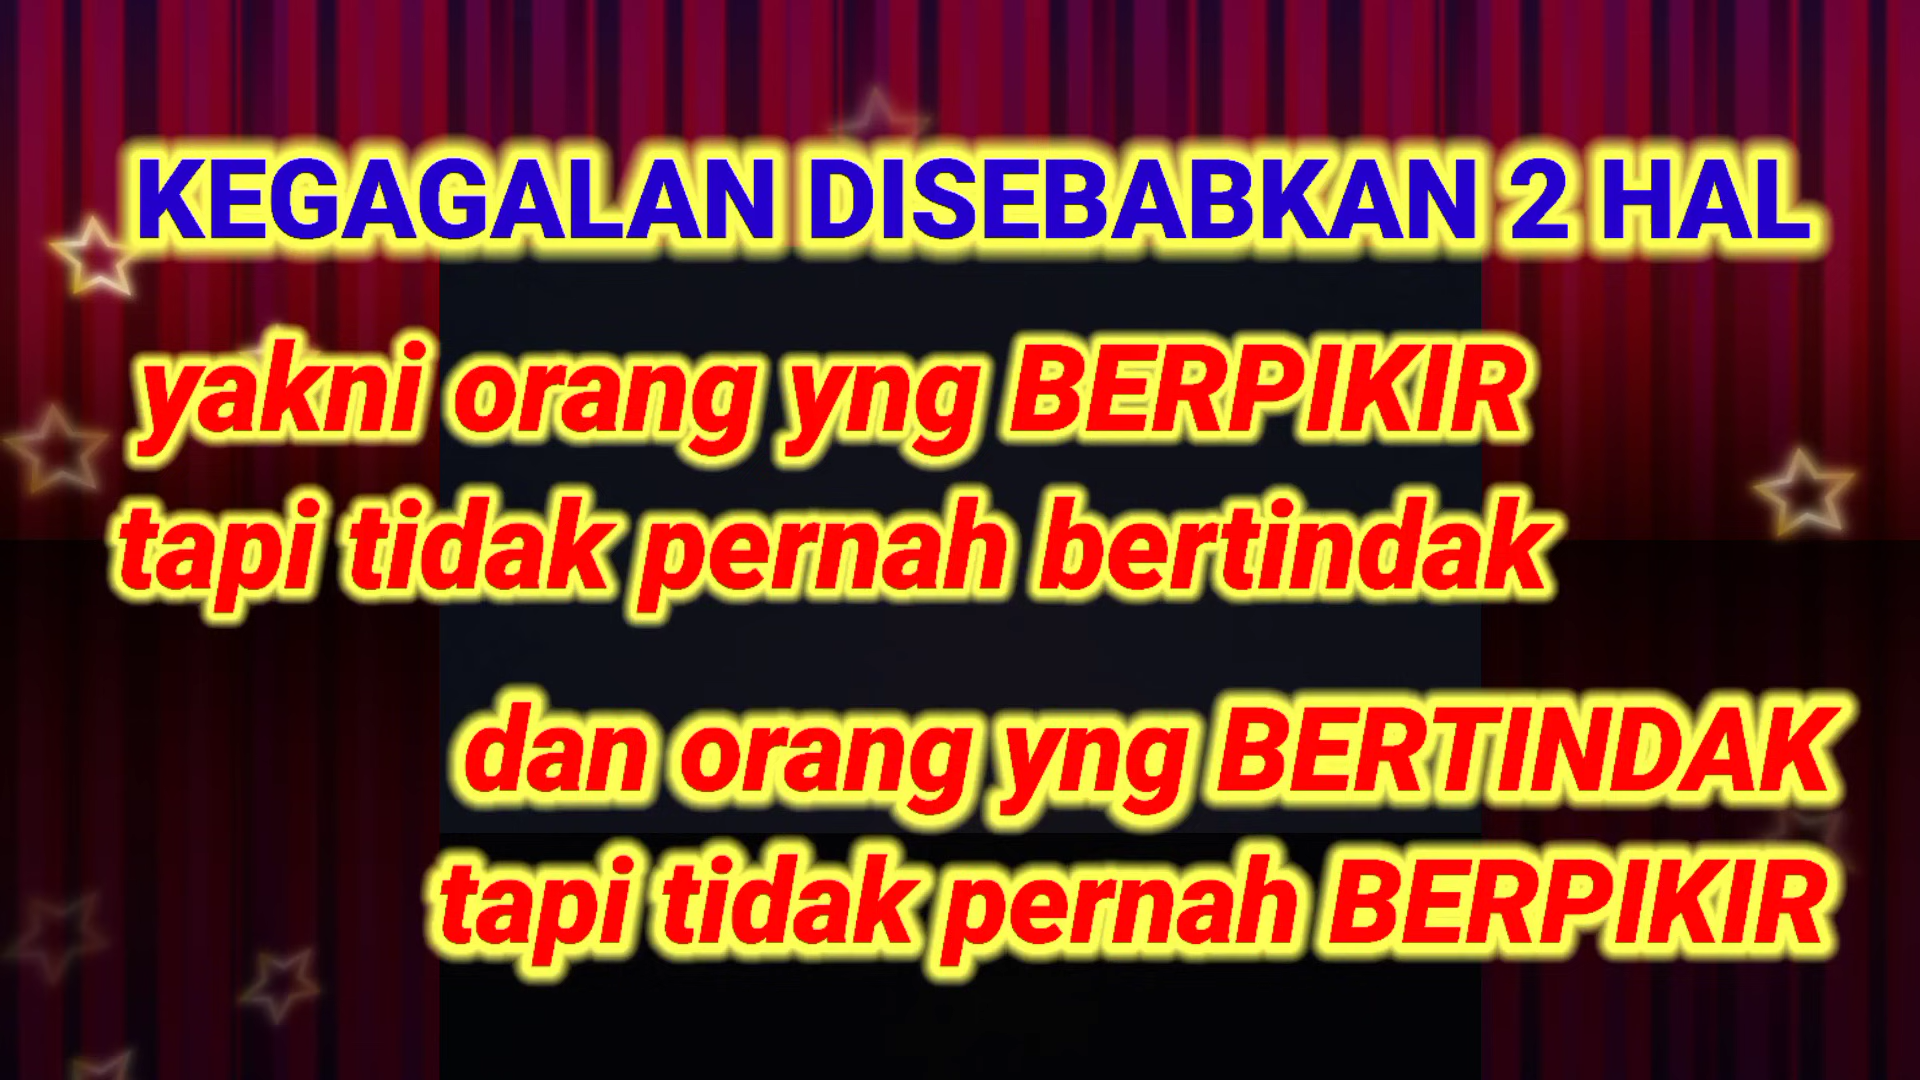 KEGAGALAN DISEBABKAN 2 HAL
yakni orang yng BERPIKIR
tapi tidak pernah bertindak
dan orang yng BERTINDAK
tapi tidak pernah BERPIKIR